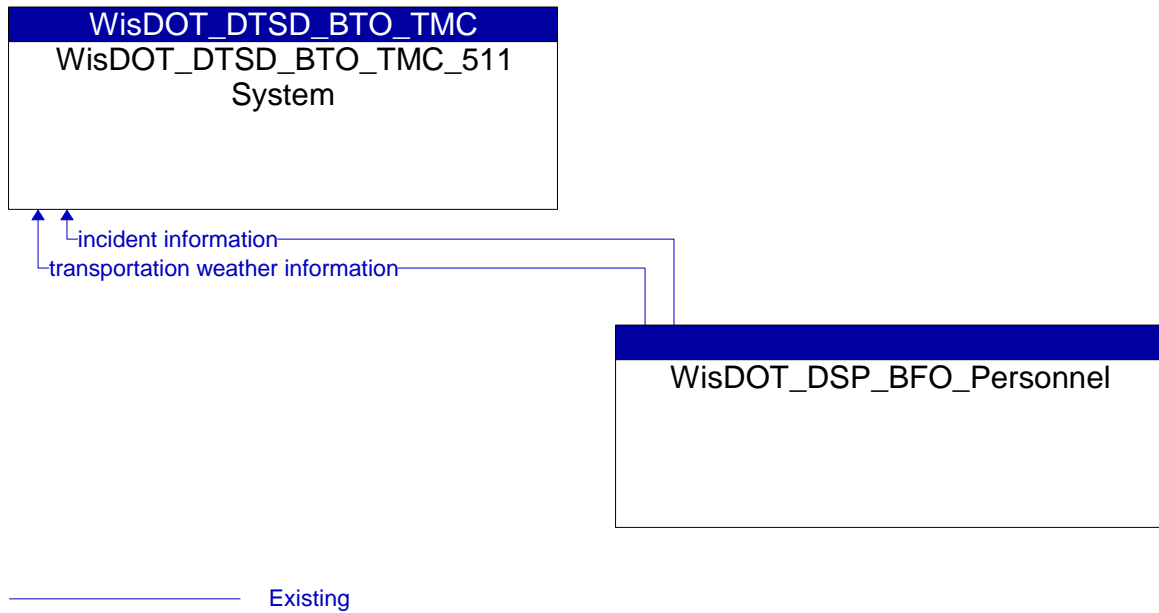 WisDOT_DTSD_BTO_TMC
WisDOT_DTSD_BTO_TMC_511
System
incident information
transportation weather information
WisDOT_DSP_BFO_Personnel
Existing